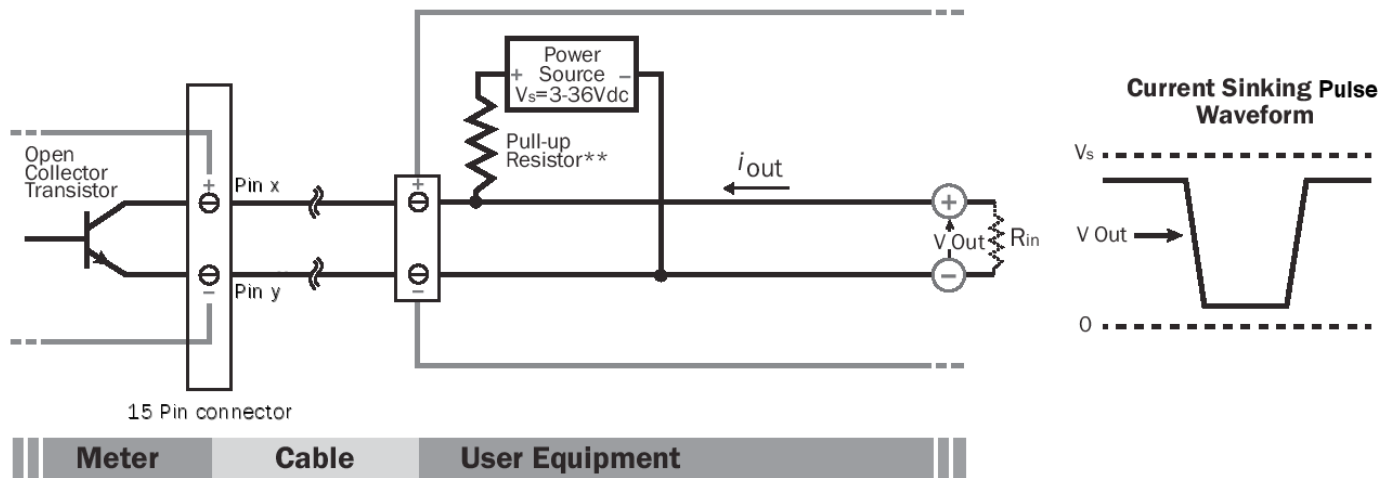 Power
+ Source −
Vs=3-36Vdc
Current Sinking Pulse
Waveform
Open
Collector
Transistor
Pull-up
Resistor**
Vs
+
Pin x
+
iout
+
V Out
Rin
V Out
−
Pin y
−
−
0
15 Pin connector
Meter
Cable
User Equipment